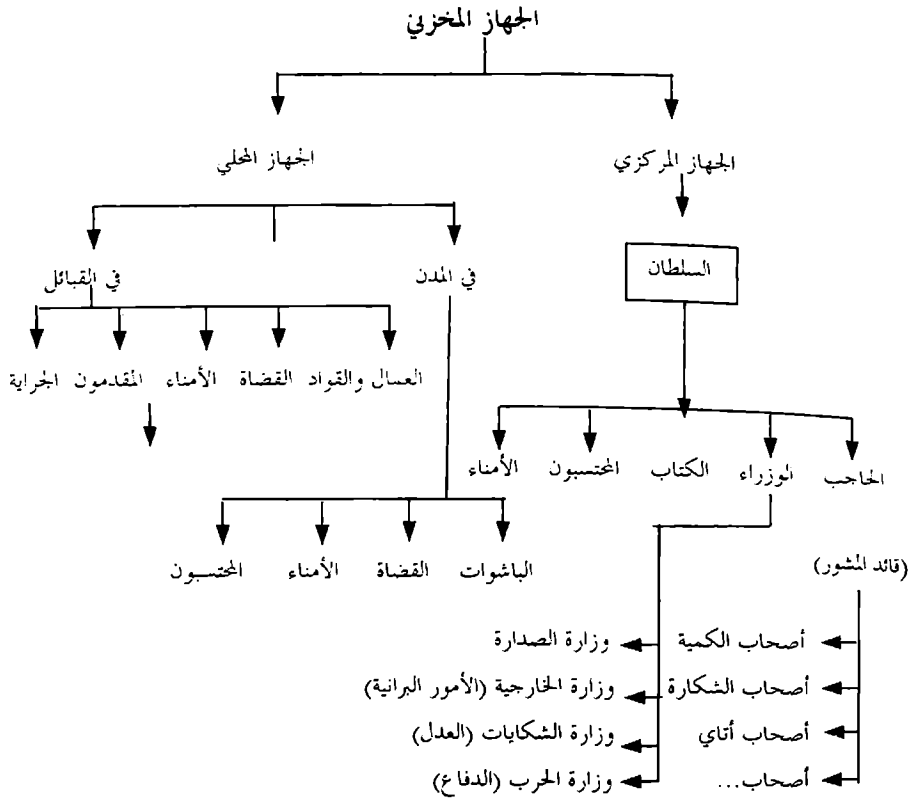 الجهاز المخزني
الجهاز المركزي
الجهاز المحلي
السلطان
في المدن
في القبائل
العمال والقواد
القضاة
الأمناء
المقدمون
الجراية
الحاجب
الوزراء
الكتاب
المحتسبون
الأمناء
الباشوات
القضاة
الأمناء
المحتسبون
(قائد المشور)
أصحاب الكمية
أصحاب الشكارة
أصحاب أتاي
أصحاب...
وزارة الصدارة
وزارة الخارجية (الأمور البرانية)
وزارة الشكايات (العدل)
وزارة الحرب (الدفاع)